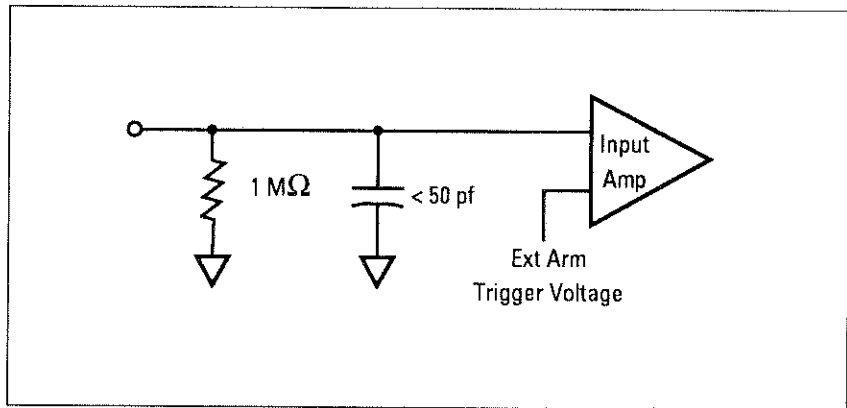 1 MΩ
< 50 pf
Input
Amp
Ext Arm
Trigger Voltage